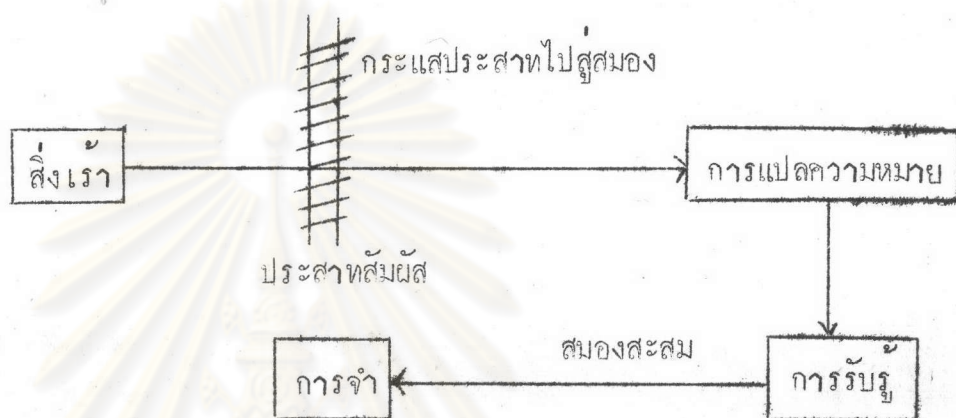 กระแสประสาทไปสู่สมอง
สิ่งเร้า
การแปลความหมาย
ประสาทสัมผัส
สมองสะสม
การจำ
การรับรู้